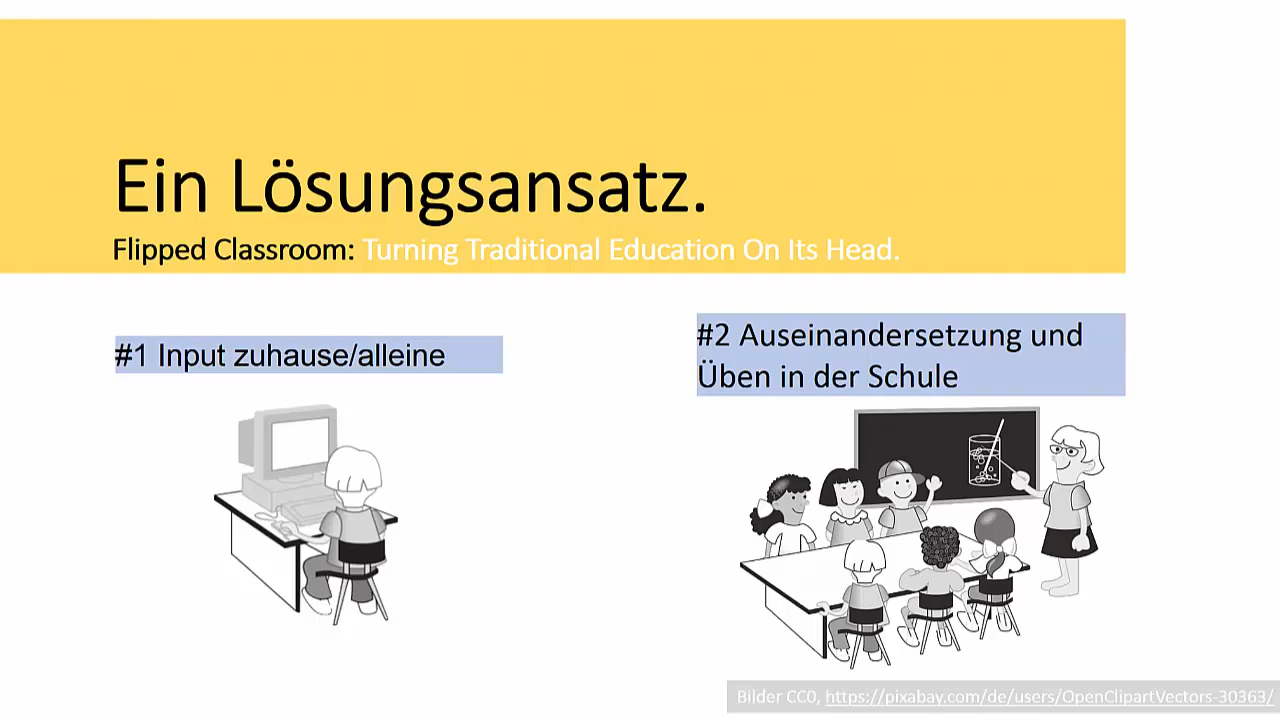 Ein Lösungsansatz.
Flipped Classroom: Turning Traditional Education On Its Head.
#1 Input zuhause/alleine
#2 Auseinandersetzung und
Üben in der Schule
Bilder CC0, https://pixabay.com/de/users/OpenClipartVectors-30363/